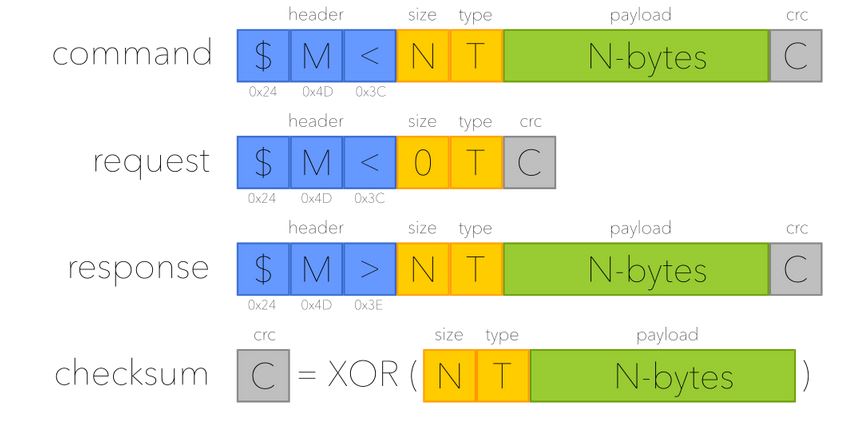 header size type payload crc
command $ M < N T N-bytes C
0x24 0x4D 0x3C
header size type crc
request $ M < 0 T C
0x24 0x4D 0x3C
header size type payload crc
response $ M > N T N-bytes C
0x24 0x4D 0x3E
crc size type payload
checksum C = XOR ( N T N-bytes )